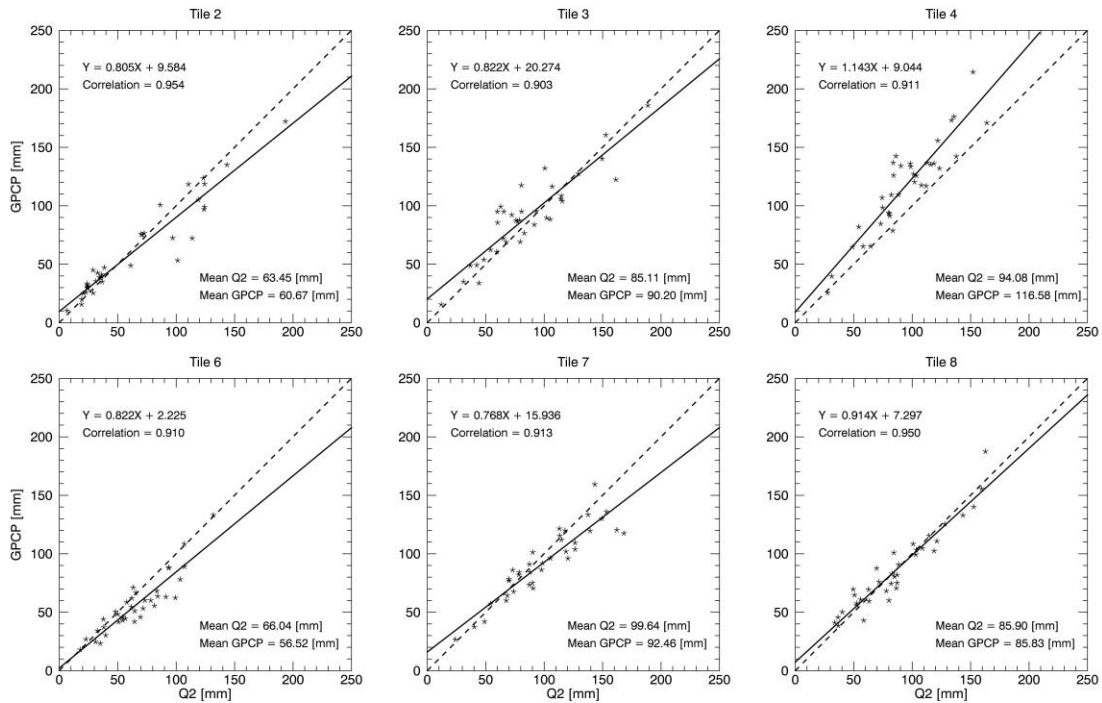 Tile 2
Tile 3
Tile 4
250
200
150
100
50
0
GPCP [mm]
Y = 0.805X + 9.584
Correlation = 0.954
Mean Q2 = 63.45 [mm]
Mean GPCP = 60.67 [mm]
0 50 100 150 200 250
250
200
150
100
50
0
Y = 0.822X + 20.274
Correlation = 0.903
Mean Q2 = 85.11 [mm]
Mean GPCP = 90.20 [mm]
0 50 100 150 200 250
250
200
150
100
50
0
Y = 1.143X + 9.044
Correlation = 0.911
Mean Q2 = 94.08 [mm]
Mean GPCP = 116.58 [mm]
0 50 100 150 200 250
Tile 6
Tile 7
Tile 8
250
200
150
100
50
0
GPCP [mm]
Y = 0.822X + 2.225
Correlation = 0.910
Mean Q2 = 66.04 [mm]
Mean GPCP = 56.52 [mm]
0 50 100 150 200 250
Q2 [mm]
250
200
150
100
50
0
Y = 0.768X + 15.936
Correlation = 0.913
Mean Q2 = 99.64 [mm]
Mean GPCP = 92.46 [mm]
0 50 100 150 200 250
Q2 [mm]
250
200
150
100
50
0
Y = 0.914X + 7.297
Correlation = 0.950
Mean Q2 = 85.90 [mm]
Mean GPCP = 85.83 [mm]
0 50 100 150 200 250
Q2 [mm]